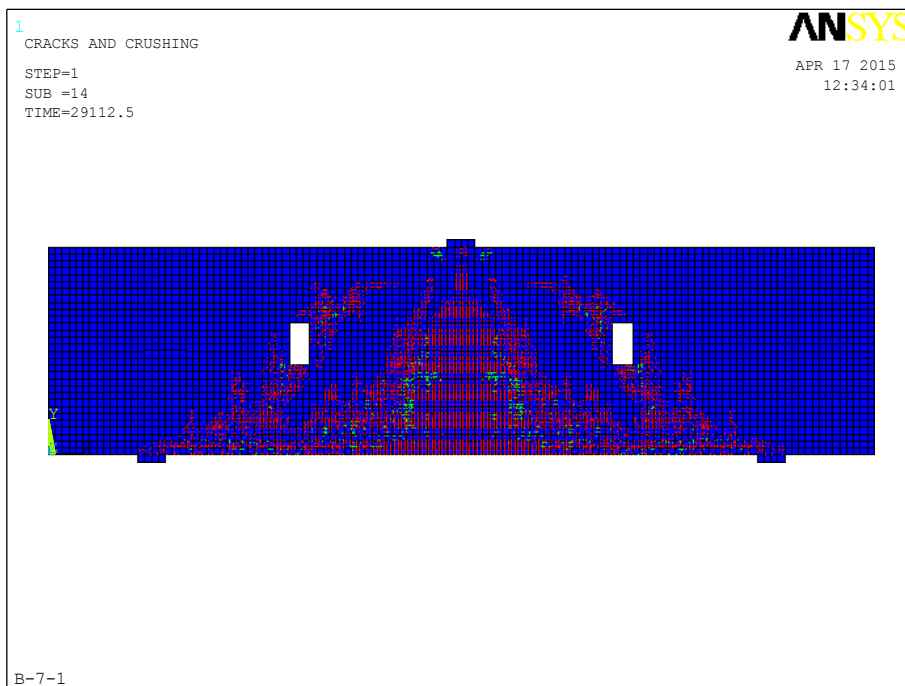 1
CRACKS AND CRUSHING
STEP=1
SUB =14
TIME=29112.5
ANSYS
APR 17 2015
12:34:01
Y
B-7-1